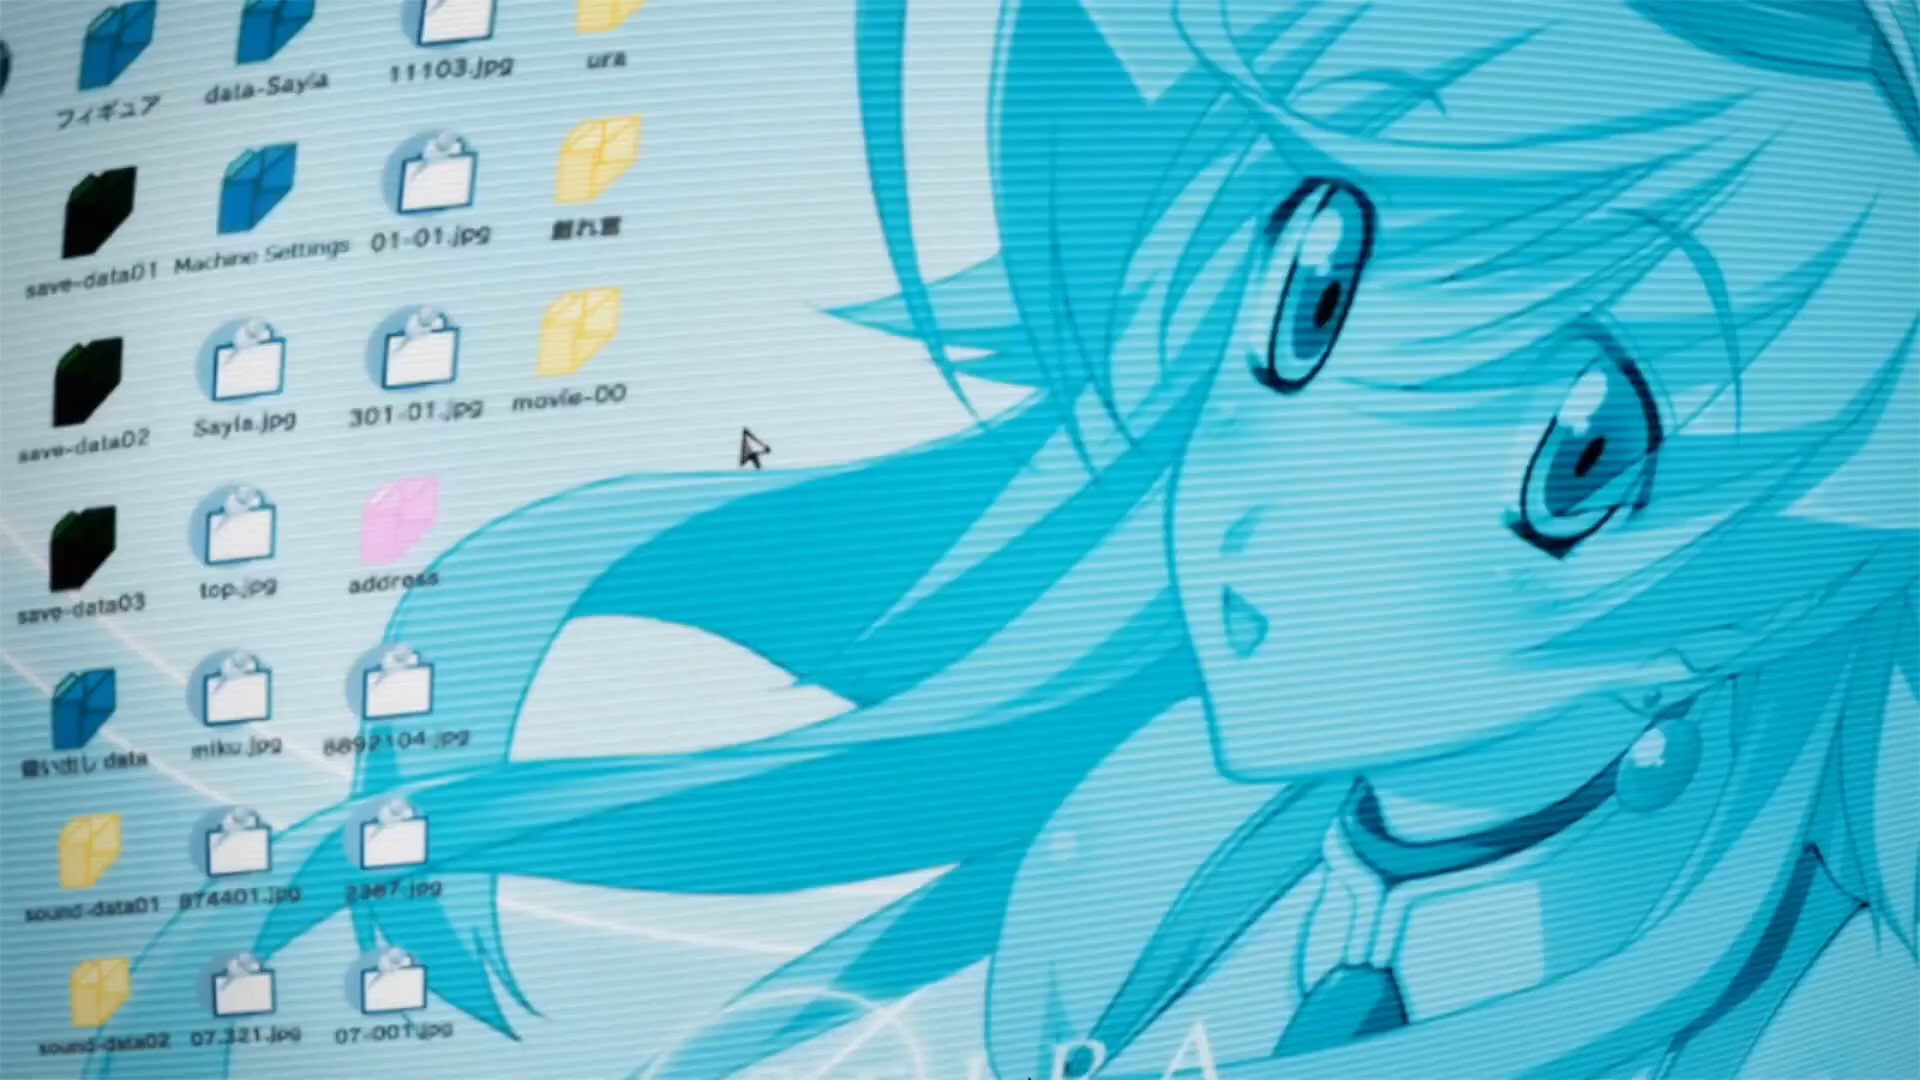 フィギュア
data-Sayla
11103.jpg
ura
save-data01
Machine Settings
01-01.jpg
save-data02
Sayla.jpg
301-01.jpg
movie-00
save-data03
top.jpg
address
data
miku.jpg
8892104.jpg
sound-data01
874401.jpg
2387.jpg
sound-data02
07.321.jpg
07-001.jpg